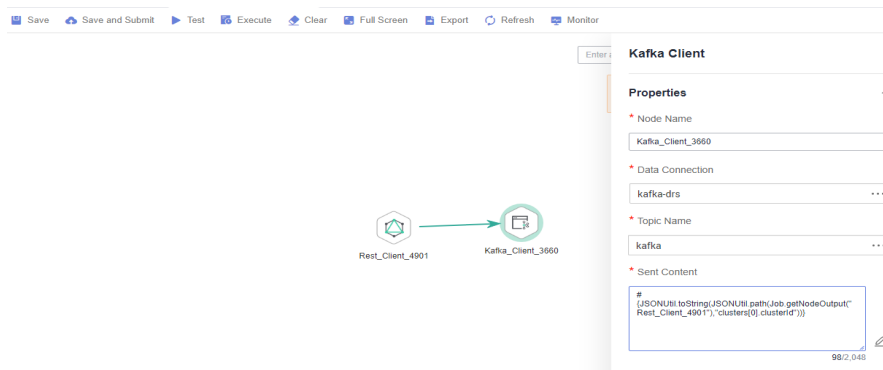 Save Save and Submit Test Execute Clear Full Screen Export Refresh Monitor
Enter
Kafka Client
Properties
* Node Name
Kafka_Client_3660
* Data Connection
kafka-drs ...
* Topic Name
kafka ...
* Sent Content
#
{JSONUtil.toString(JSONUtil.path(Job.getNodeOutput("
Rest_Client_4901"),"clusters[0].clusterId"))}
98/2,048
Rest_Client_4901
Kafka_Client_3660